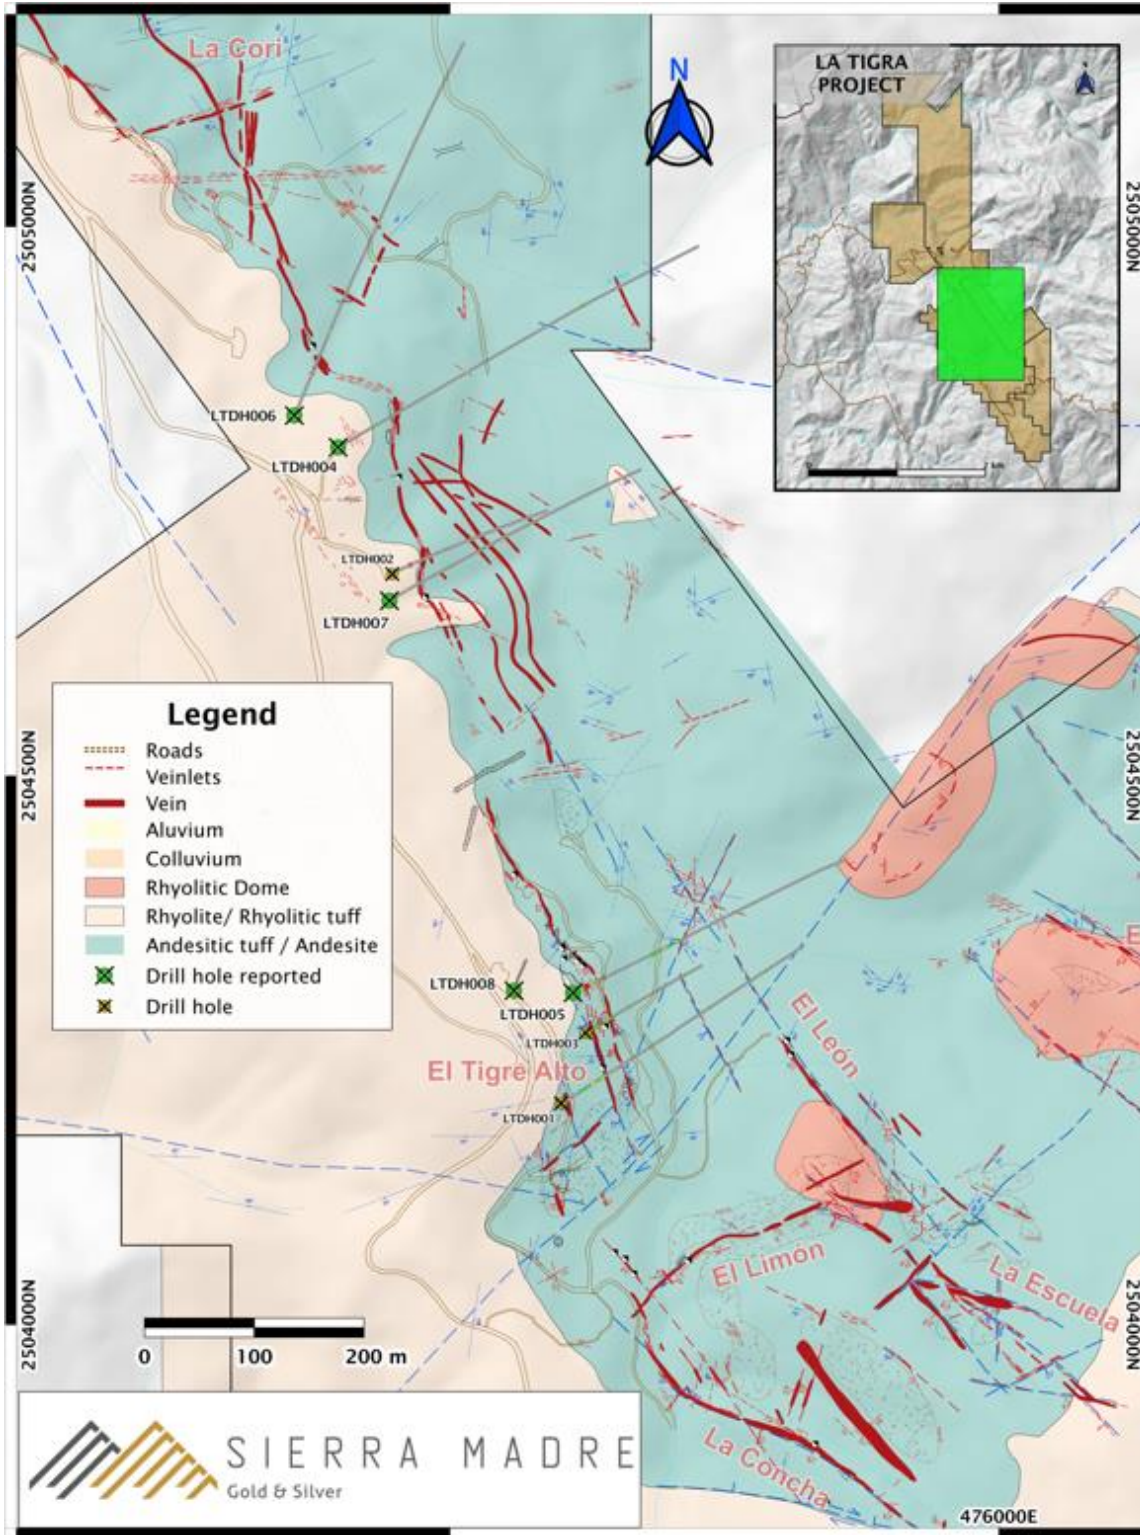 La Cori
N
LA TIGRA
PROJECT
km
2505000N
2505000N
LTDH006
LTDH004
LTDH002
LTDH007
Legend
Roads
Veinlets
Vein
Aluvium
Colluvium
Rhyolitic Dome
Rhyolite/ Rhyolitic tuff
Andesitic tuff / Andesite
Drill hole reported
Drill hole
2504500N
2504500N
LTDH008
LTDH005
LTDH003
El Tigre Alto
LTDH001
El León
E
El Limón
La Escuela
La Concha
2504000N
2504000N
0 100 200 m
SIERRA MADRE
Gold & Silver
476000E